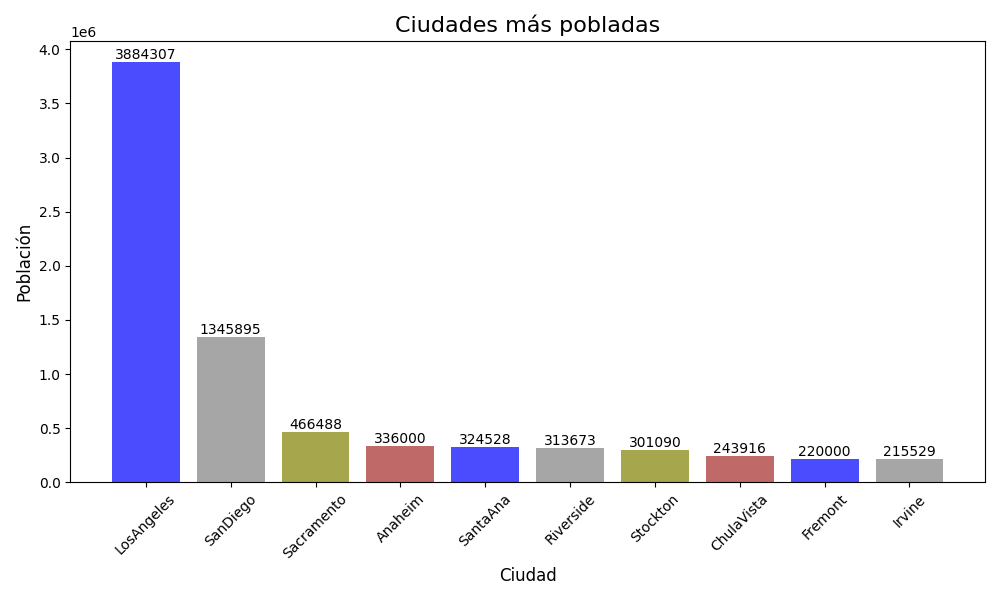 Ciudades más pobladas
1e6
4.0
3.5
3.0
2.5
2.0
1.5
1.0
0.5
0.0
Población
3884307
1345895
466488
336000
324528
313673
301090
243916
220000
215529
LosAngeles
SanDiego
Sacramento
Anaheim
SantaAna
Riverside
Stockton
ChulaVista
Fremont
Irvine
Ciudad